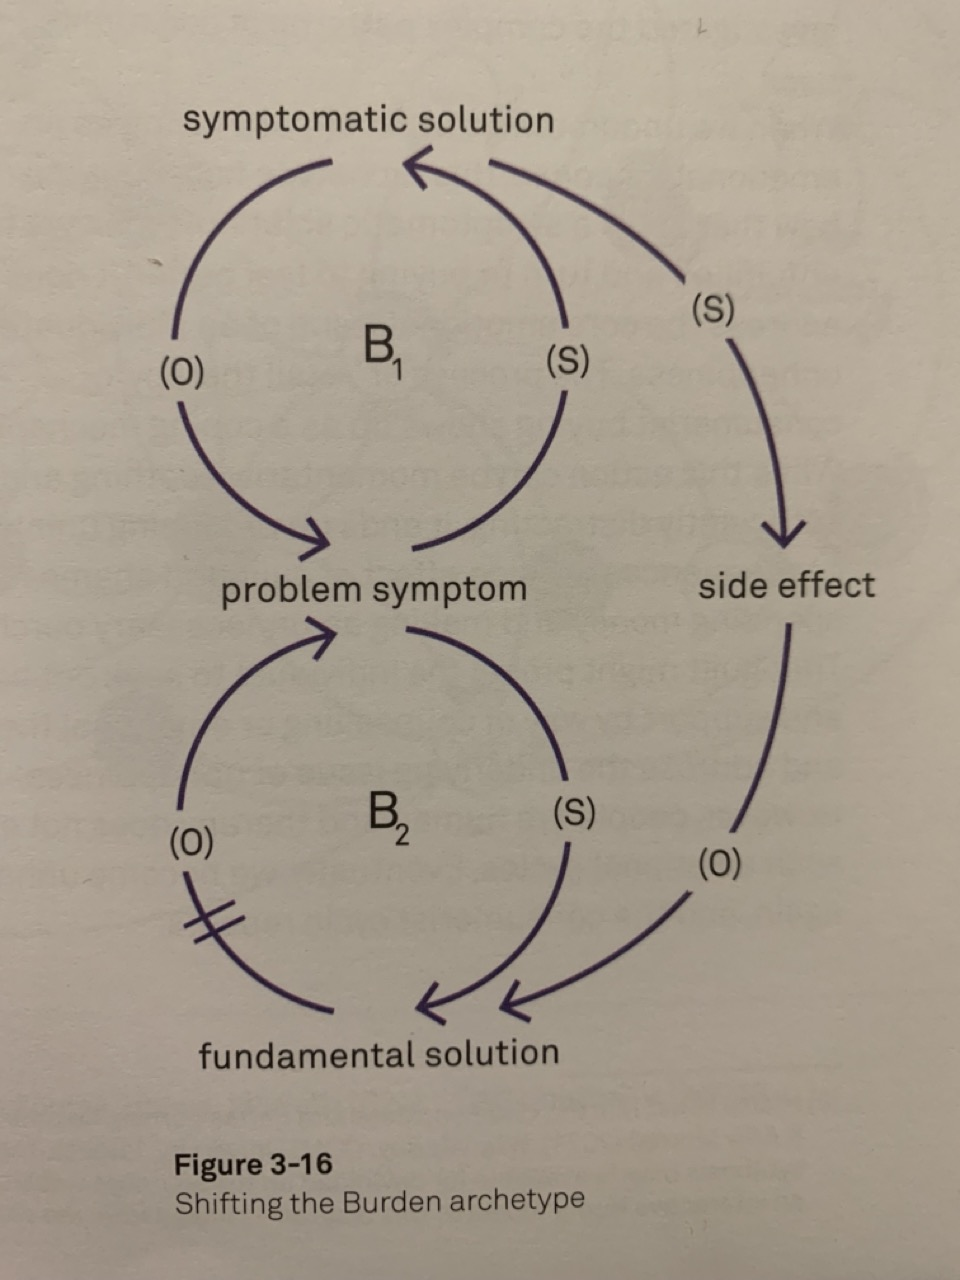 symptomatic solution
(S)
(O)
B1
(S)
problem symptom
side effect
(O)
B2
(S)
(O)
fundamental solution
Figure 3-16
Shifting the Burden archetype